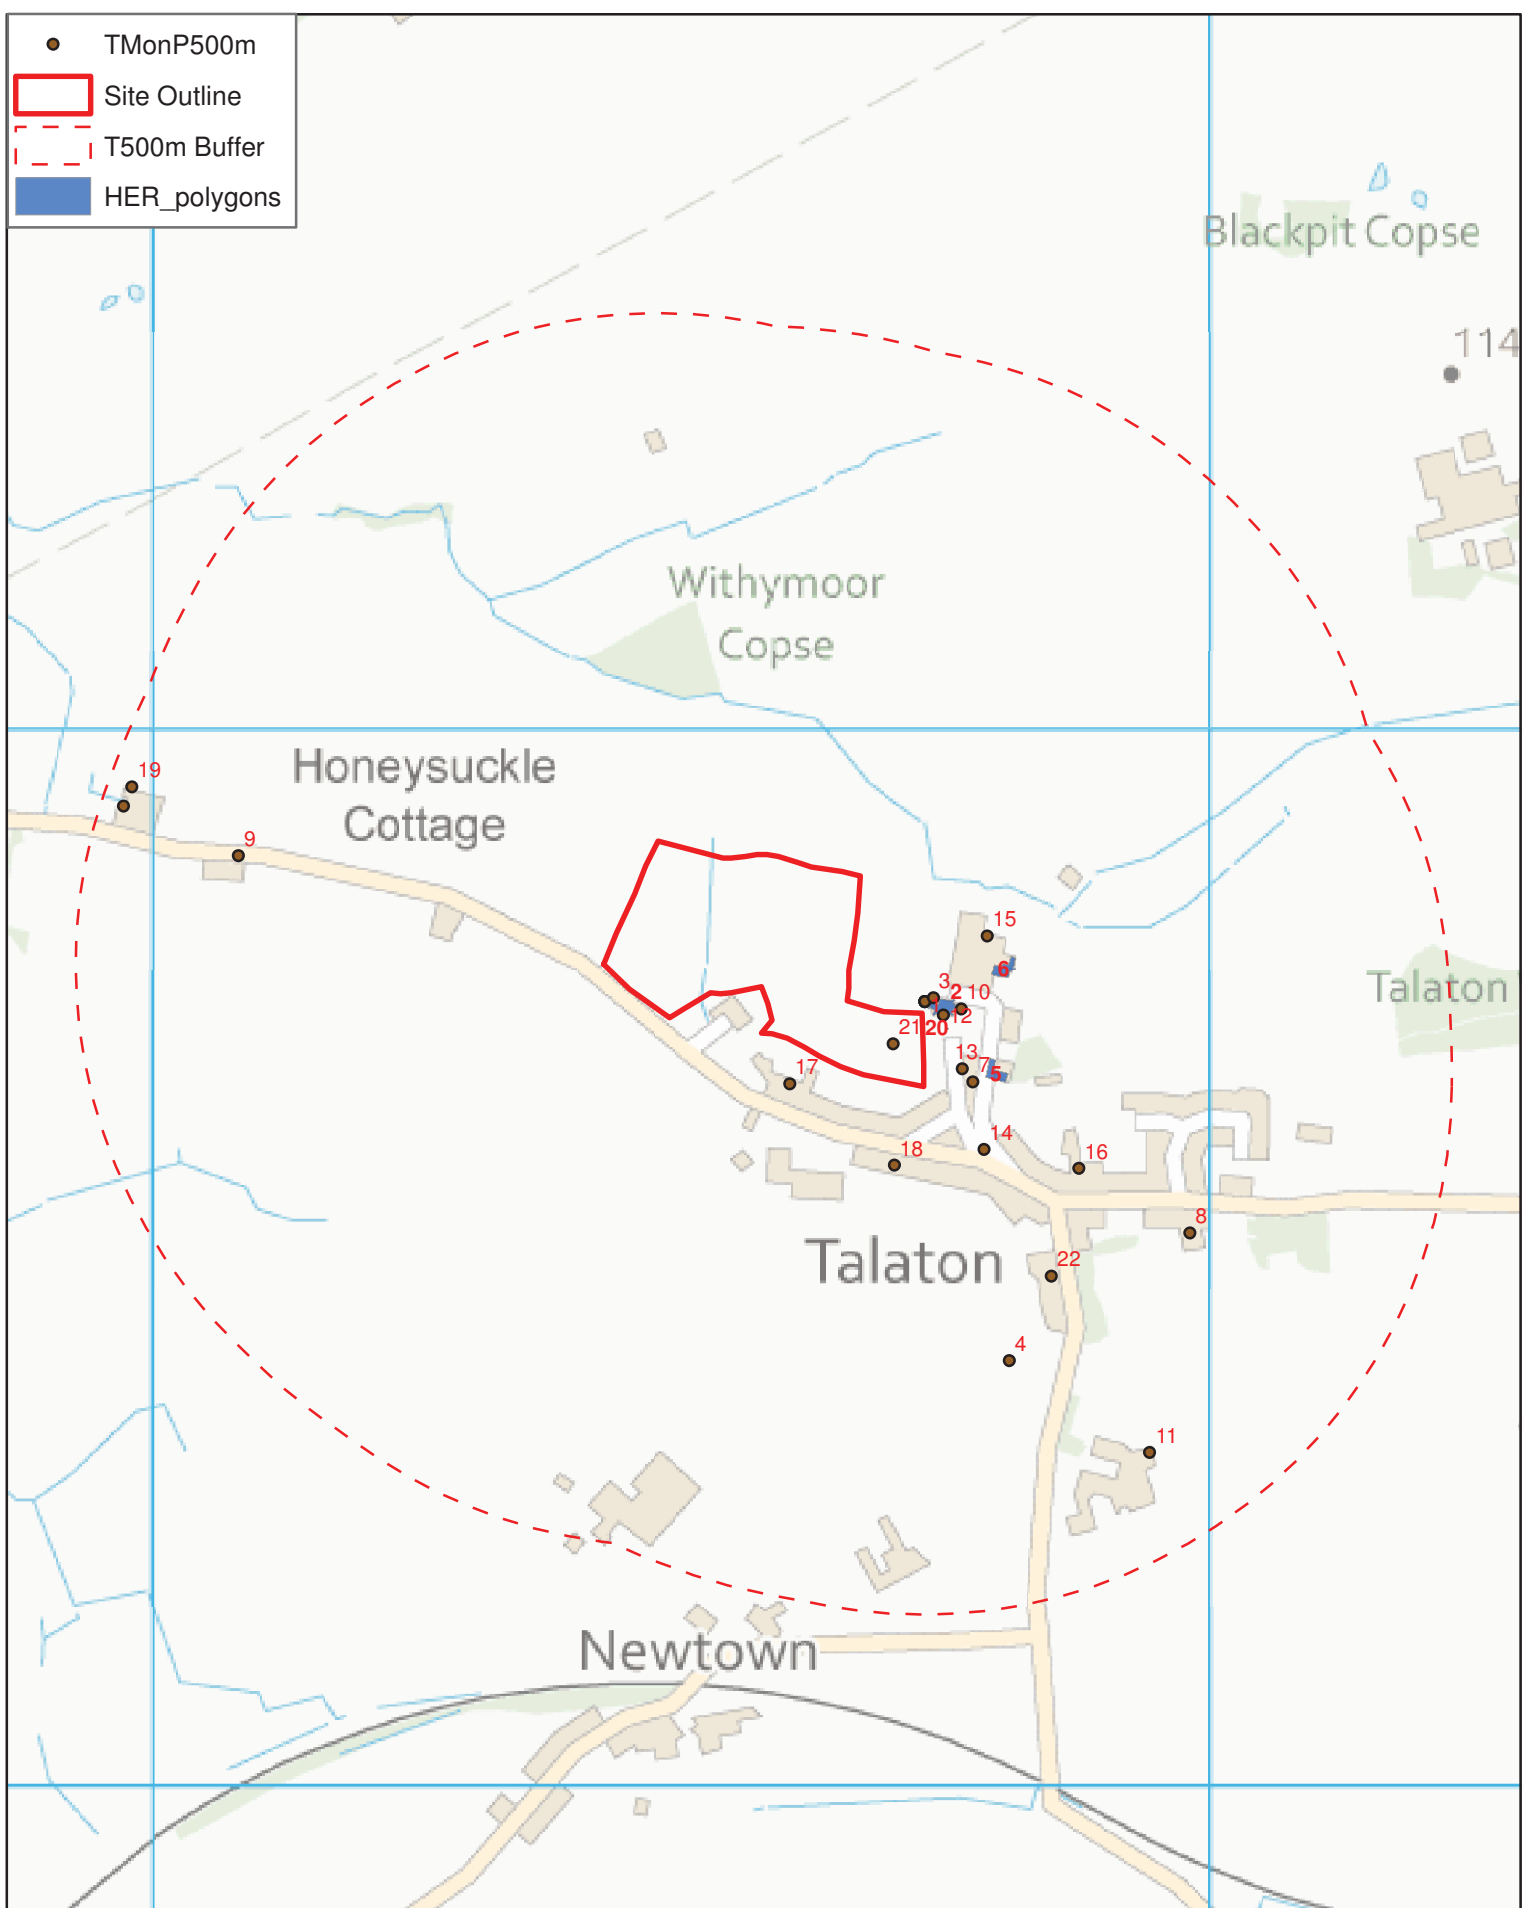 TMonP500m
Site Outline
T500m Buffer
HER_polygons
Blackpit Copse
114
Withymoor
Copse
Honeysuckle
Cottage
19
9
15
6
Talaton
3
2
10
1
12
21
20
13
7
5
17
14
18
16
8
Talaton
22
4
11
Newtown